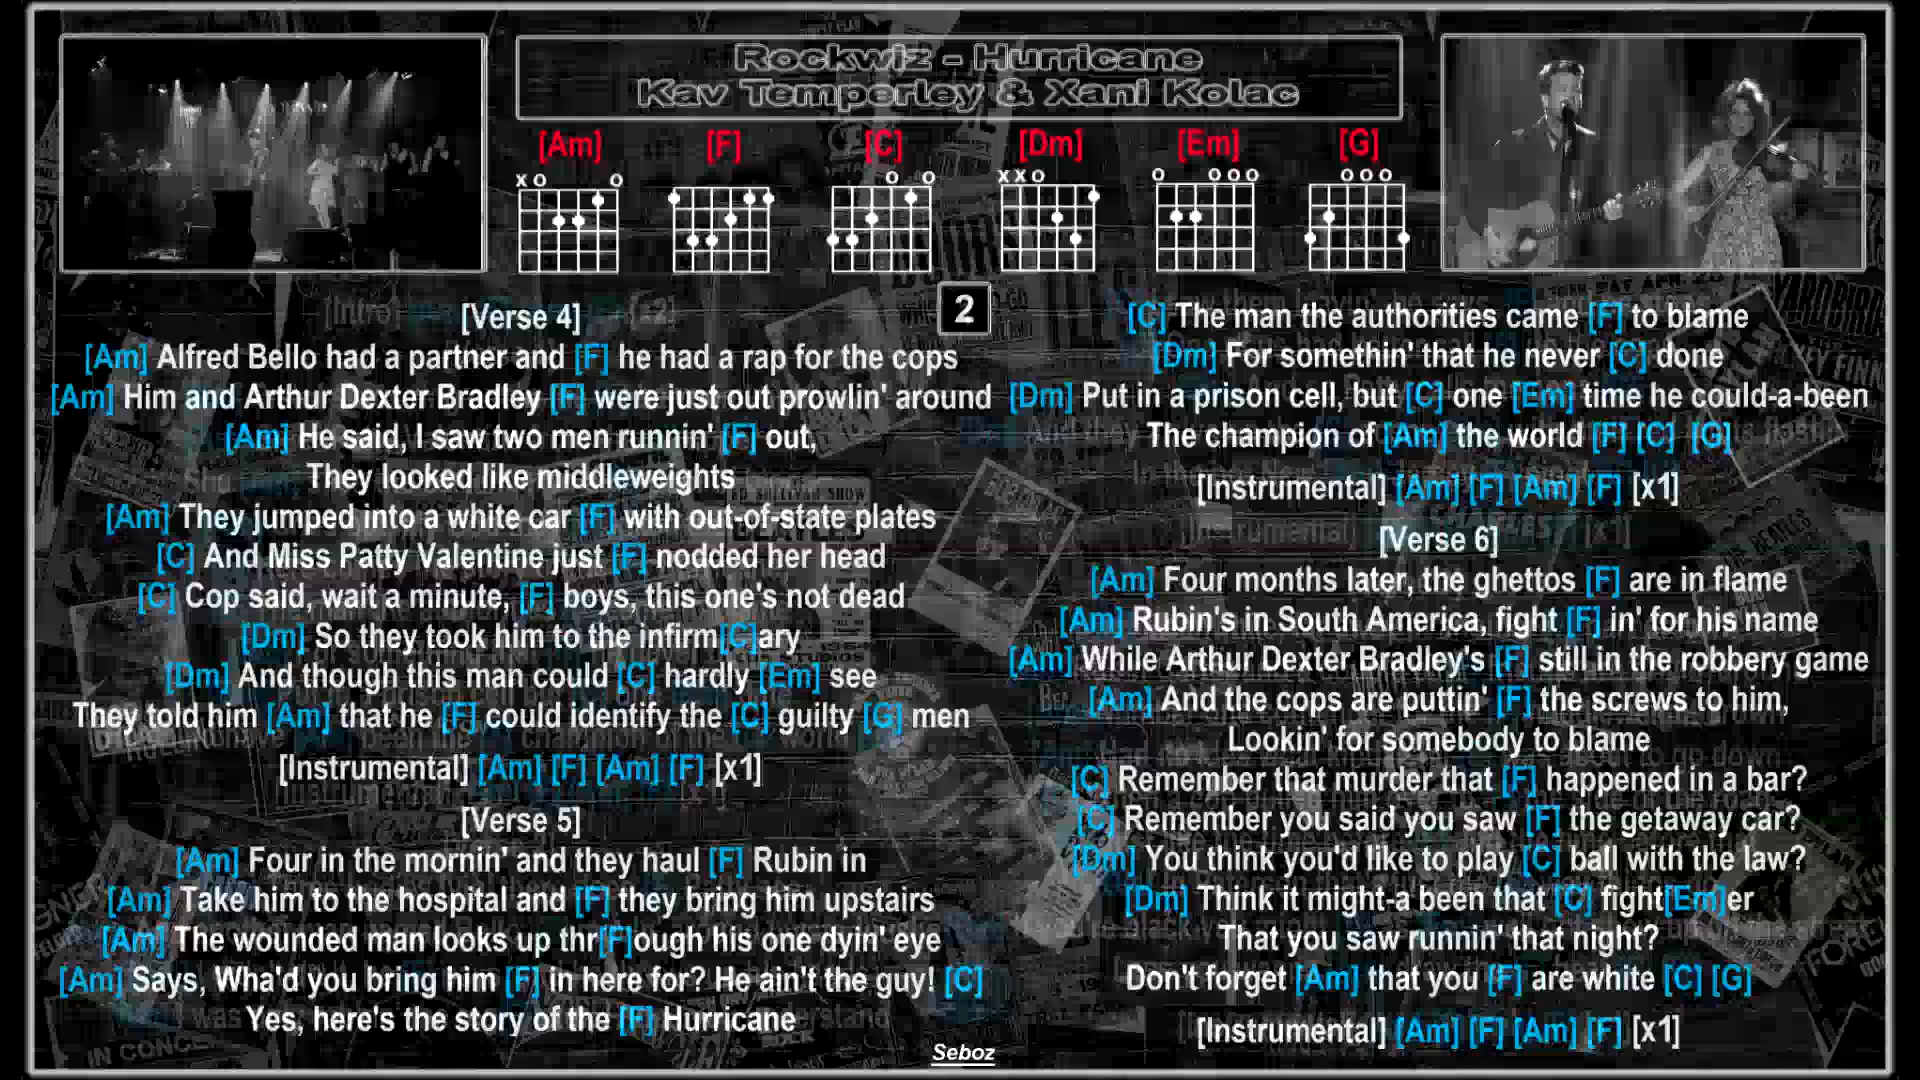 Rockwiz - Hurricane
Kav Temperley & Xani Kolac
[Am] [F] [C] [Dm] [Em] [G]
2
[Verse 4]
[Am] Alfred Bello had a partner and [F] he had a rap for the cops
[Am] Him and Arthur Dexter Bradley [F] were just out prowlin' around
[Am] He said, I saw two men runnin' [F] out,
They looked like middleweights
[Am] They jumped into a white car [F] with out-of-state plates
[C] And Miss Patty Valentine just [F] nodded her head
[C] Cop said, wait a minute, [F] boys, this one's not dead
[Dm] So they took him to the infirm[C]ary
[Dm] And though this man could [C] hardly [Em] see
They told him [Am] that he [F] could identify the [C] guilty [G] men
[Instrumental] [Am] [F] [Am] [F] [x1]
[Verse 5]
[Am] Four in the mornin' and they haul [F] Rubin in
[Am] Take him to the hospital and [F] they bring him upstairs
[Am] The wounded man looks up thr[F]ough his one dyin' eye
[Am] Says, Wha'd you bring him [F] in here for? He ain't the guy! [C]
Yes, here's the story of the [F] Hurricane
[C] The man the authorities came [F] to blame
[Dm] For somethin' that he never [C] done
[Dm] Put in a prison cell, but [C] one [Em] time he could-a-been
The champion of [Am] the world [F] [C] [G]
[Instrumental] [Am] [F] [Am] [F] [x1]
[Verse 6]
[Am] Four months later, the ghettos [F] are in flame
[Am] Rubin's in South America, fight [F] in' for his name
[Am] While Arthur Dexter Bradley's [F] still in the robbery game
[Am] And the cops are puttin' [F] the screws to him,
Lookin' for somebody to blame
[C] Remember that murder that [F] happened in a bar?
[C] Remember you said you saw [F] the getaway car?
[Dm] You think you'd like to play [C] ball with the law?
[Dm] Think it might-a been that [C] fight[Em]er
That you saw runnin' that night?
Don't forget [Am] that you [F] are white [C] [G]
[Instrumental] [Am] [F] [Am] [F] [x1]
Seboz